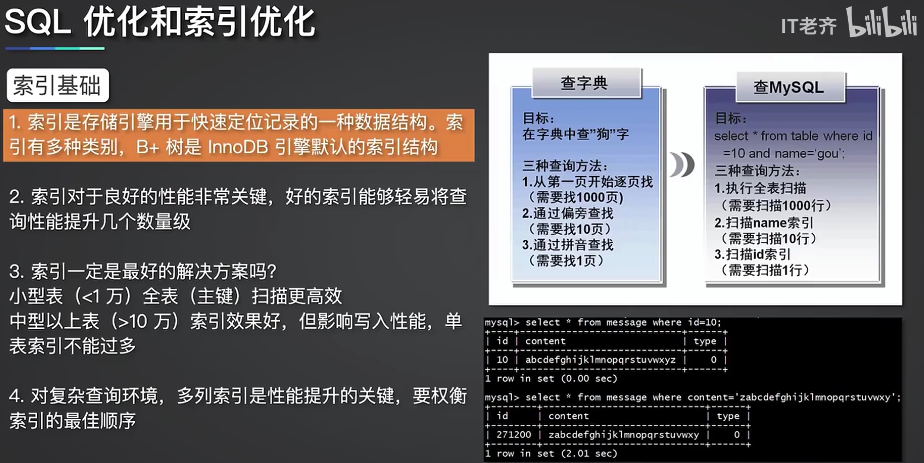 SQL 优化和索引优化
IT老齐 bilibili
索引基础
1. 索引是存储引擎用于快速定位记录的一种数据结构。索
引有多种类别，B+ 树是 InnoDB 引擎默认的索引结构
2. 索引对于良好的性能非常关键，好的索引能够轻易将查
询性能提升几个数量级
3. 索引一定是最好的解决方案吗？
小型表（<1 万）全表（主键）扫描更高效
中型以上表（>10 万）索引效果好，但影响写入性能，单
表索引不能过多
4. 对复杂查询环境，多列索引是性能提升的关键，要权衡
索引的最佳顺序
查字典
目标：
在字典中查”狗”字
三种查询方法：
1.从第一页开始逐页找
（需要找1000页)
2.通过偏旁查找
（需要找10页）
3.通过拼音查找
（需要找1页）
查MySQL
目标：
select * from table where id
=10 and name=‘gou’;
三种查询方法：
1.执行全表扫描
（需要扫描1000行）
2.扫描name索引
（需要扫描10行）
3.扫描id索引
（需要扫描1行）
mysql> select * from message where id=10;
| id | content | type |
| 10 | abcdefghijklmnopqrstuvwxyz | 0 |
1 row in set (0.00 sec)
mysql> select * from message where content='zabcdefghijklmnopqrstuvwxy';
| id | content | type |
| 271200 | zabcdefghijklmnopqrstuvwxy | 0 |
1 row in set (2.01 sec)